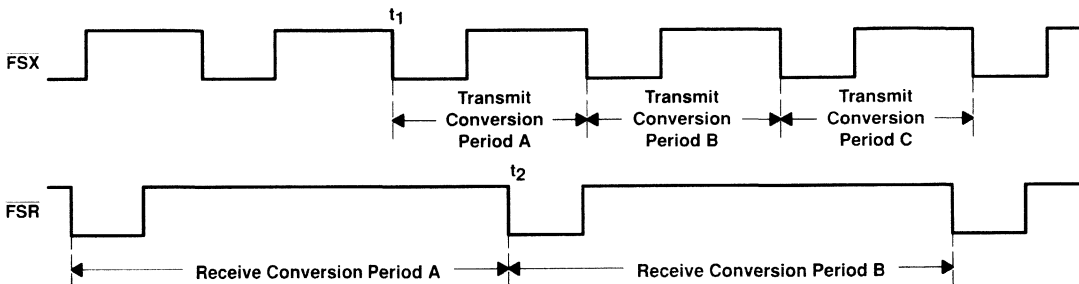 t1
FSX
Transmit Conversion Period A
Transmit Conversion Period B
Transmit Conversion Period C
t2
FSR
Receive Conversion Period A
Receive Conversion Period B